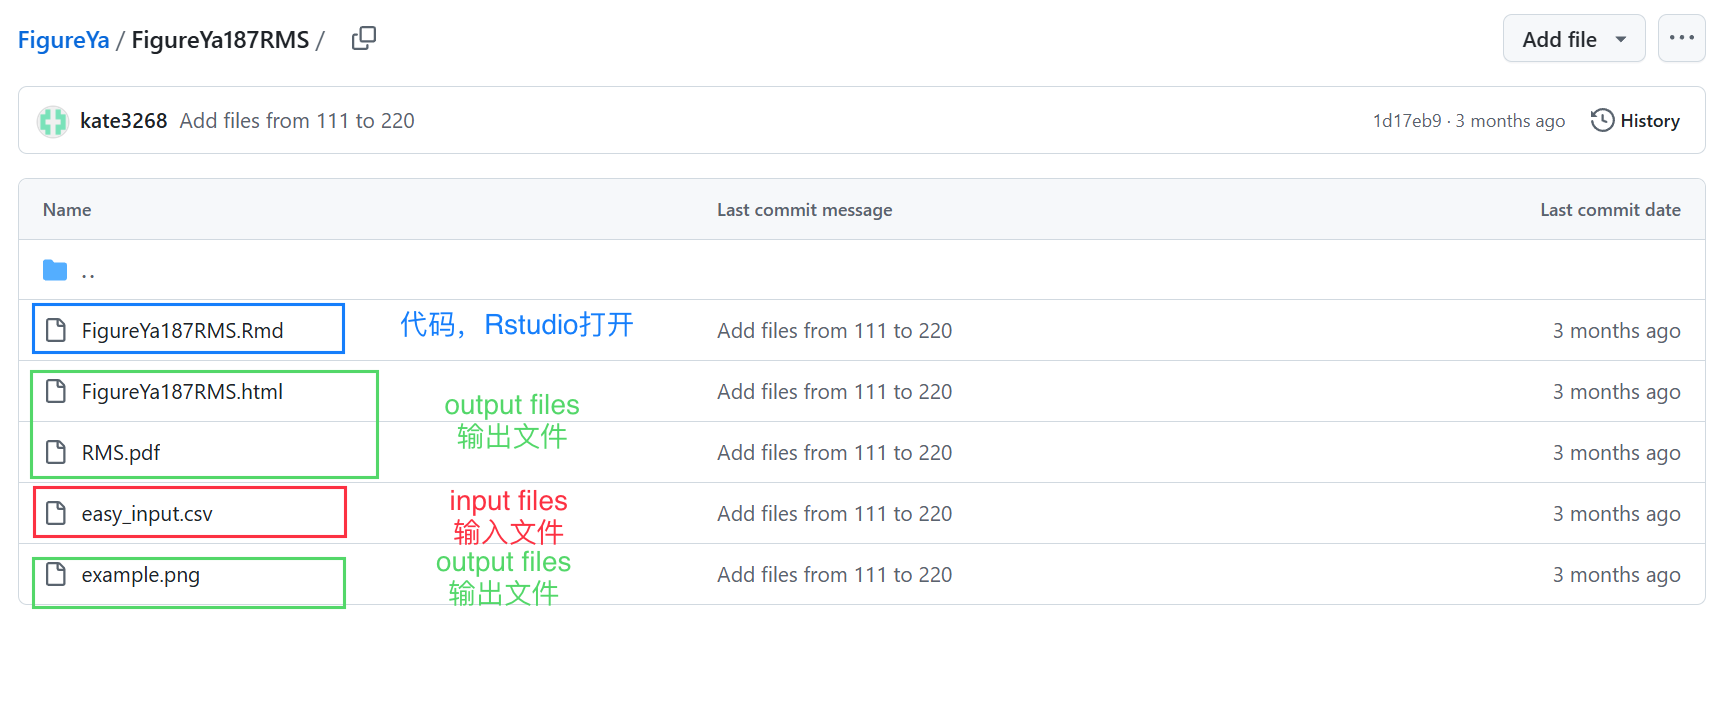 FigureYa / FigureYa187RMS /
Add file
kate3268 Add files from 111 to 220
1d17eb9 · 3 months ago
History
Name Last commit message Last commit date
..
FigureYa187RMS.Rmd 代码，Rstudio打开 Add files from 111 to 220 3 months ago
FigureYa187RMS.html Add files from 111 to 220 3 months ago
output files
输出文件
RMS.pdf Add files from 111 to 220 3 months ago
input files
easy_input.csv Add files from 111 to 220 3 months ago
输入文件
output files
example.png Add files from 111 to 220 3 months ago
输出文件